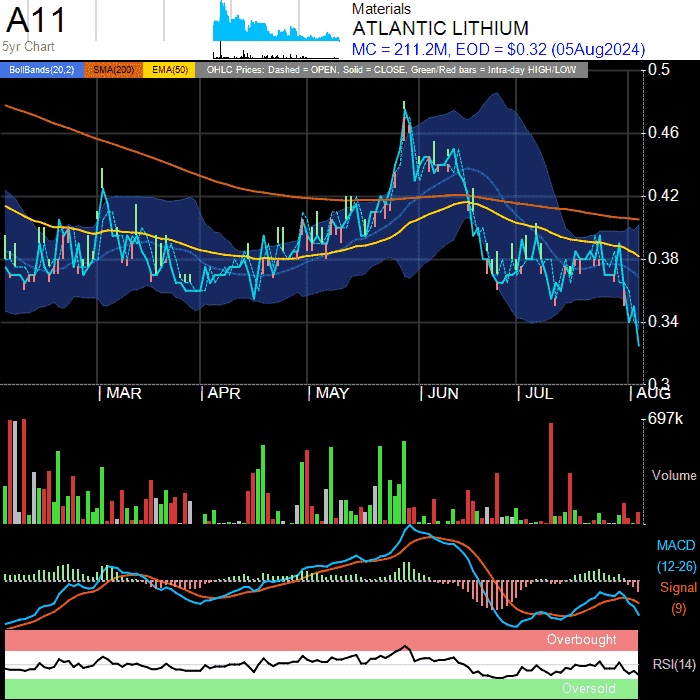 A11
5yr Chart
Materials
ATLANTIC LITHIUM
MC = 211.2M, EOD = $0.32 (05Aug2024)
BollBands(20,2) SMA(200) EMA(50) OHLC Prices: Dashed = OPEN, Solid = CLOSE, Green/Red bars = Intra-day HIGH/LOW
0.5
0.46
0.42
0.38
0.34
0.3
| MAR | APR | MAY | JUN | JUL | AUG
697k
Volume
MACD
(12-26)
Signal
(9)
Overbought
RSI(14)
Oversold